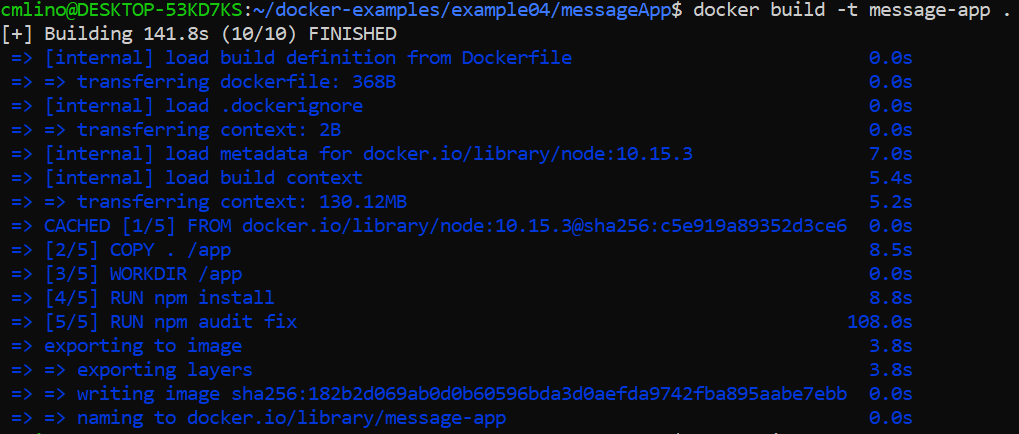 cmlino@DESKTOP-53KD7KS:~/docker-examples/example04/messageApp$ docker build -t message-app .
[+] Building 141.8s (10/10) FINISHED
=> [internal] load build definition from Dockerfile 0.0s
=> => transferring dockerfile: 368B 0.0s
=> [internal] load .dockerignore 0.0s
=> => transferring context: 2B 0.0s
=> [internal] load metadata for docker.io/library/node:10.15.3 7.0s
=> [internal] load build context 5.4s
=> => transferring context: 130.12MB 5.2s
=> CACHED [1/5] FROM docker.io/library/node:10.15.3@sha256:c5e919a89352d3ce6 0.0s
=> [2/5] COPY . /app 8.5s
=> [3/5] WORKDIR /app 0.0s
=> [4/5] RUN npm install 8.8s
=> [5/5] RUN npm audit fix 108.0s
=> exporting to image 3.8s
=> => exporting layers 3.8s
=> => writing image sha256:182b2d069ab0d0b60596bda3d0aefda9742fba895aabe7ebb 0.0s
=> => naming to docker.io/library/message-app 0.0s